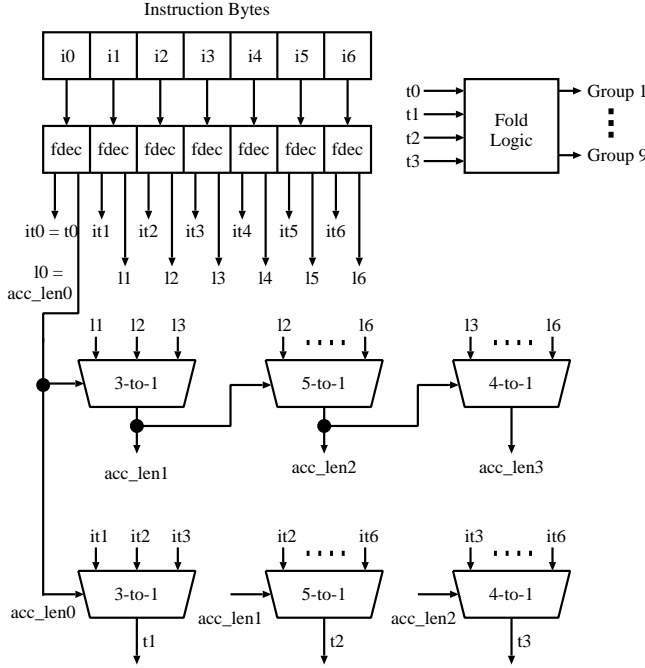 Instruction Bytes
i0 i1 i2 i3 i4 i5 i6
fdec fdec fdec fdec fdec fdec fdec
it0 = t0 it1 it2 it3 it4 it5 it6
l0 =
acc_len0
l1 l2 l3 l4 l5 l6
t0
t1
t2
t3
Fold
Logic
Group 1
Group 9
l1 l2 l3 l2 l6 l3 l6
3-to-1 5-to-1 4-to-1
acc_len1 acc_len2 acc_len3
it1 it2 it3 it2 it6 it3 it6
acc_len0 3-to-1 acc_len1 5-to-1 acc_len2 4-to-1
t1 t2 t3